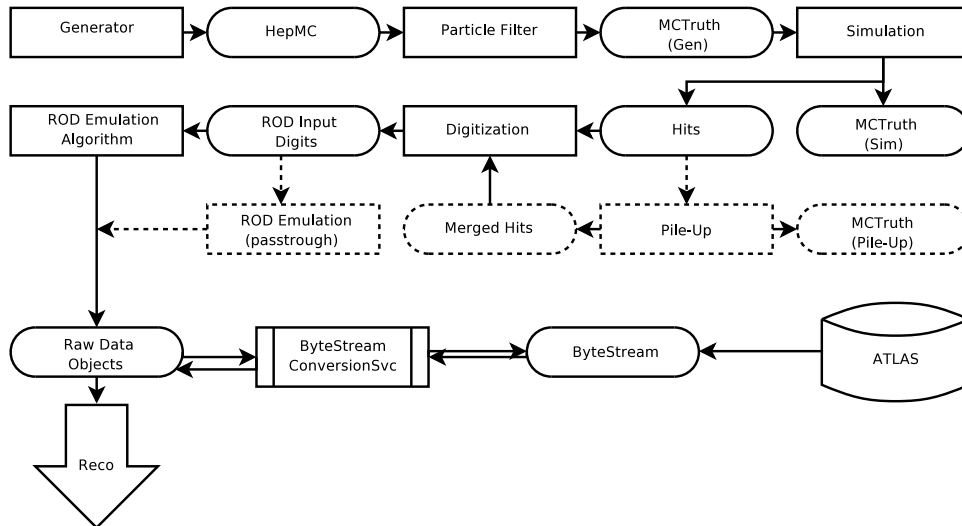 Generator
HepMC
Particle Filter
MCTruth
(Gen)
Simulation
ROD Emulation
Algorithm
ROD Input
Digits
Digitization
Hits
MCTruth
(Sim)
ROD Emulation
(passtrough)
Merged Hits
Pile-Up
MCTruth
(Pile-Up)
Raw Data
Objects
ByteStream
ConversionSvc
ByteStream
ATLAS
Reco